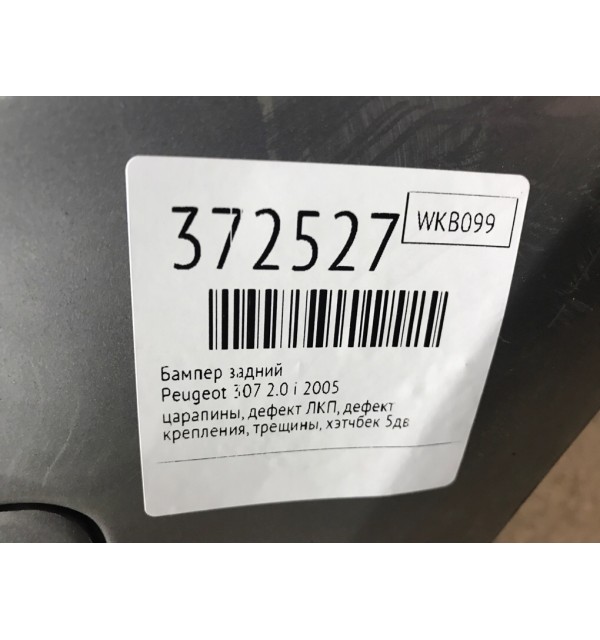 372527
WKB099
Бампер задний
Peugeot 307 2.0 i 2005
царапины, дефект ЛКП, дефект
крепления, трещины, хэтчбек 5дв